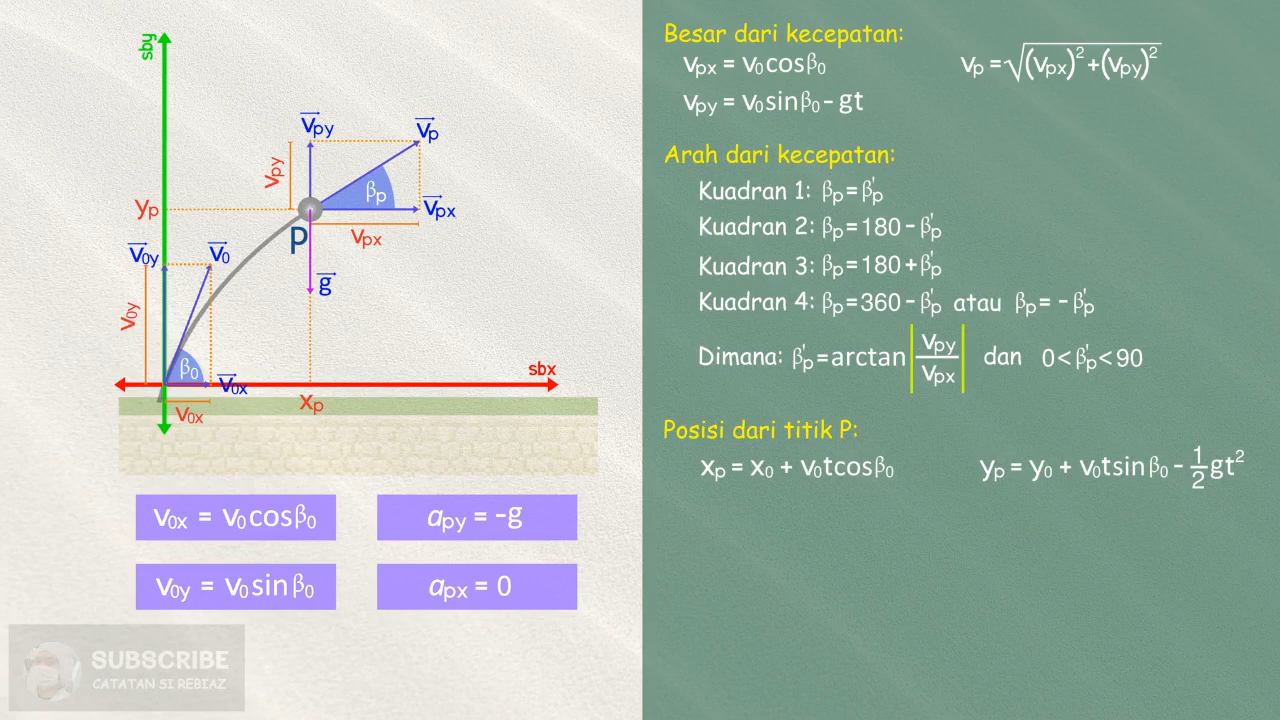 sby
v⃗py
v⃗p
vpy
βp
yp
v⃗px
P
vpx
v⃗0y
v⃗0
g⃗
v0y
β0
sbx
v⃗0x
v0x
xp
v0x = v0cosβ0
apy = -g
v0y = v0sinβ0
apx = 0
SUBSCRIBE
CATATAN SI REBIAZ
Besar dari kecepatan:
vpx = v0cosβ0
vp = √(vpx)²+(vpy)²
vpy = v0sinβ0 - gt
Arah dari kecepatan:
Kuadran 1: βp = β'p
Kuadran 2: βp = 180 - β'p
Kuadran 3: βp = 180 + β'p
Kuadran 4: βp = 360 - β'p atau βp = - β'p
Dimana: β'p = arctan |vpy/vpx| dan 0 < β'p < 90
Posisi dari titik P:
xp = x0 + v0tcosβ0
yp = y0 + v0tsinβ0 - 1/2 gt²